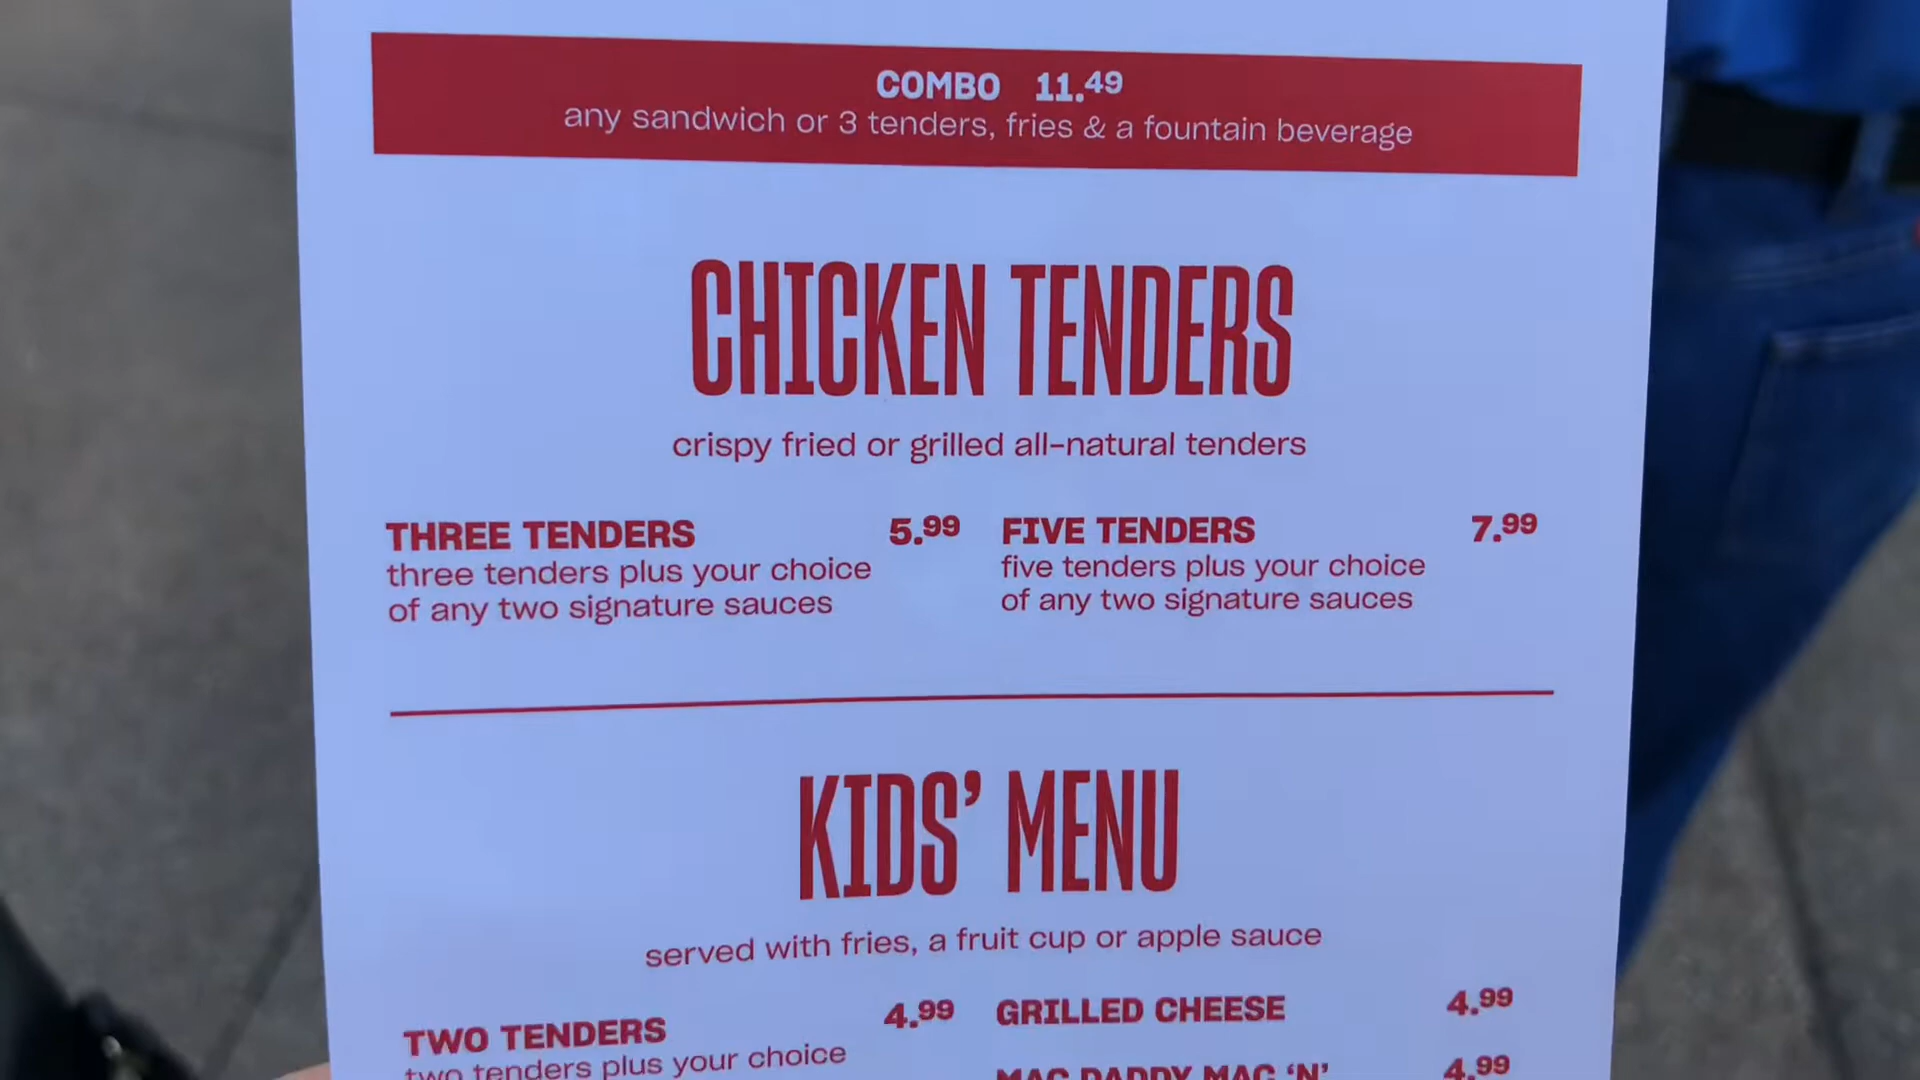 COMBO 11.49
any sandwich or 3 tenders, fries & a fountain beverage
CHICKEN TENDERS
crispy fried or grilled all-natural tenders
THREE TENDERS 5.99
three tenders plus your choice
of any two signature sauces
FIVE TENDERS 7.99
five tenders plus your choice
of any two signature sauces
KIDS’ MENU
served with fries, a fruit cup or apple sauce
TWO TENDERS 4.99
two tenders plus your choice
GRILLED CHEESE 4.99
MAC DADDY MAC ‘N’ 4.99